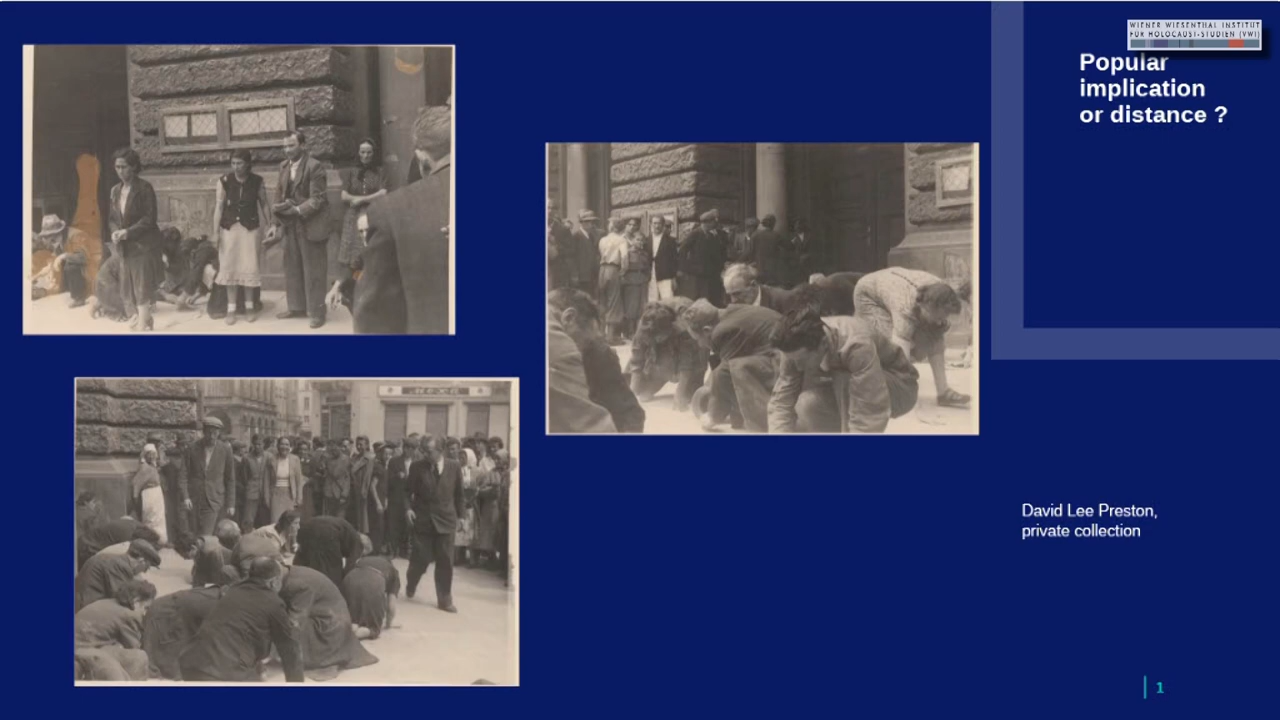 WIENER WIESENTHAL INSTITUT
FÜR HOLOCAUST-STUDIEN (VWI)
Popular
implication
or distance ?
David Lee Preston,
private collection
1